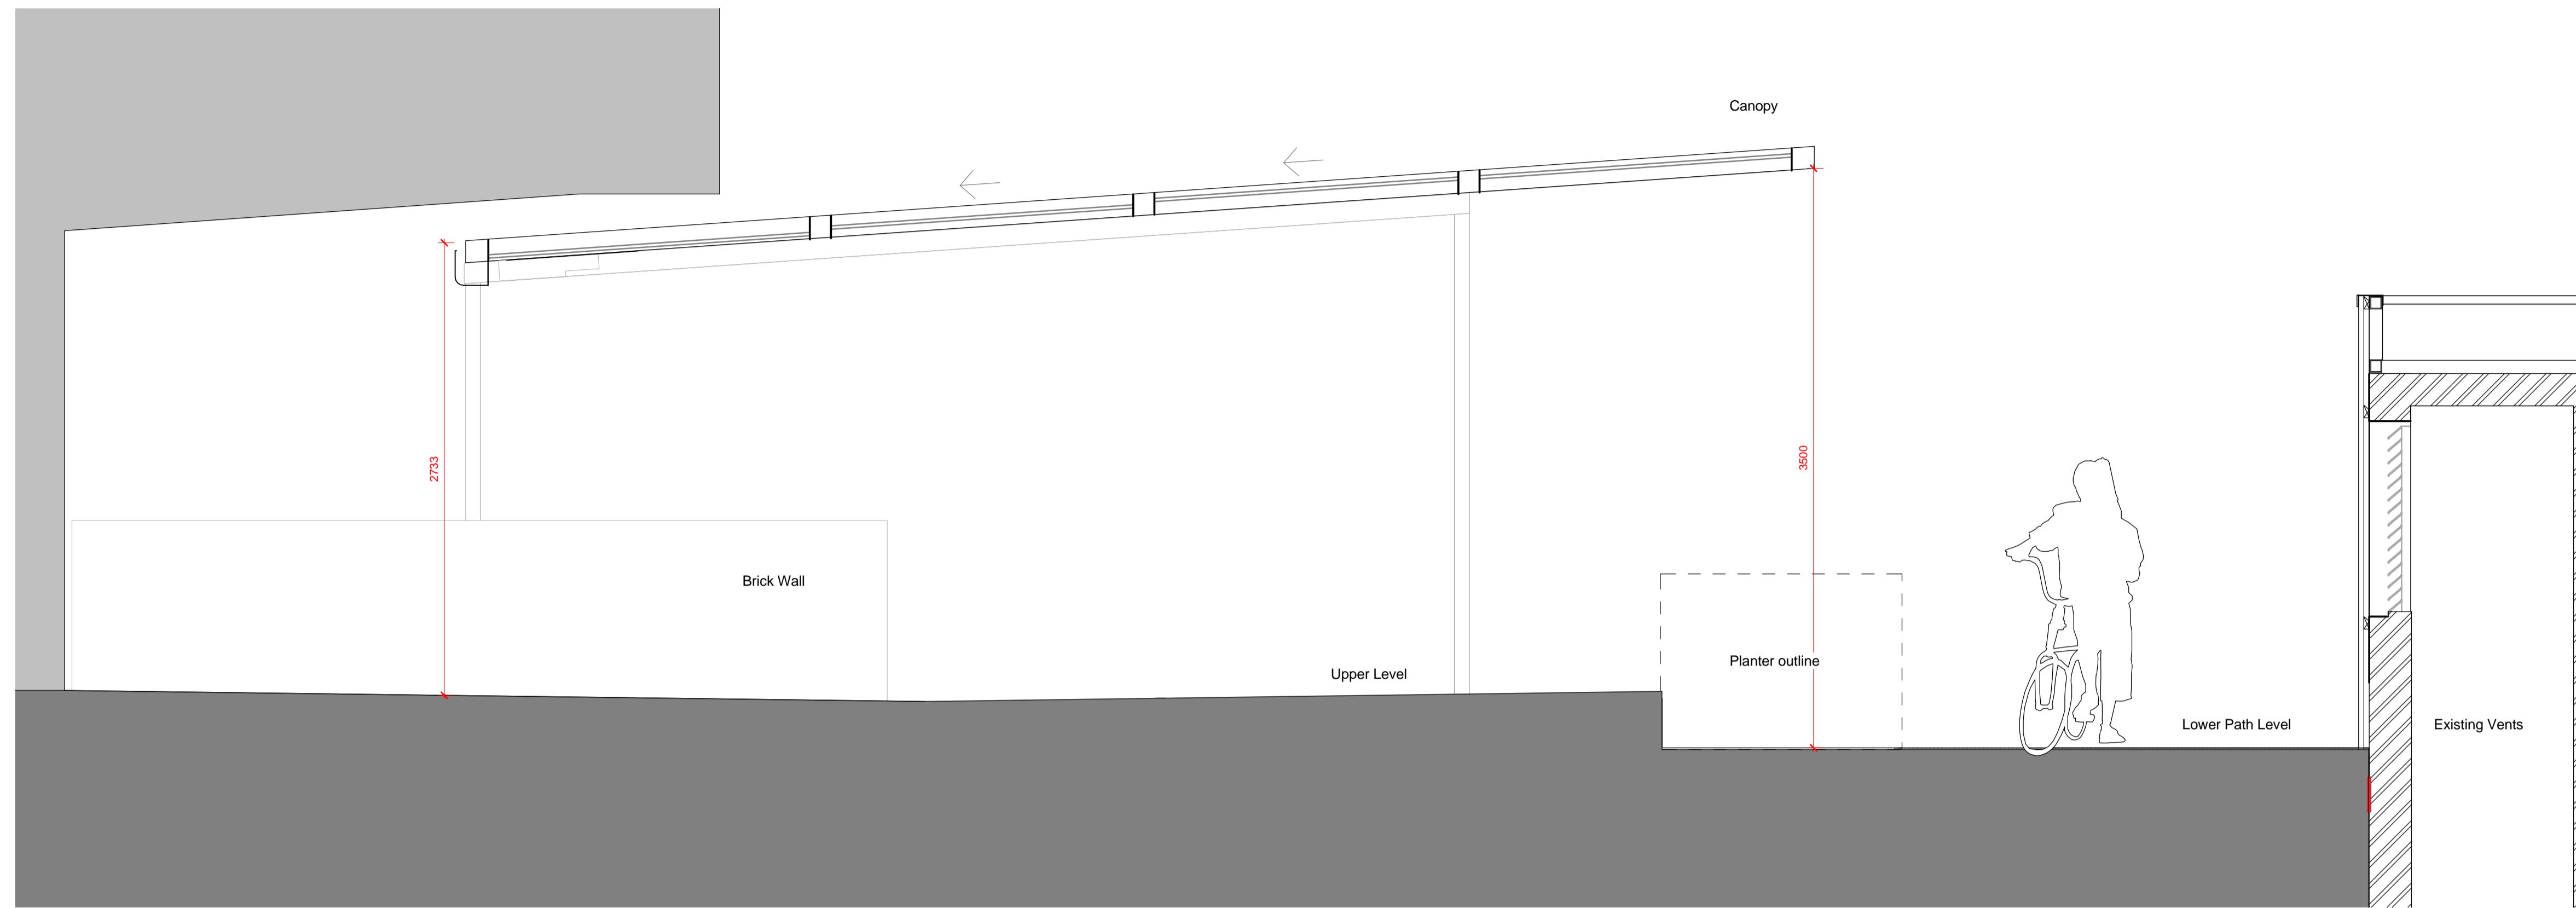 Canopy
2733
3500
Brick Wall
Upper Level
Planter outline
Lower Path Level
Existing Vents